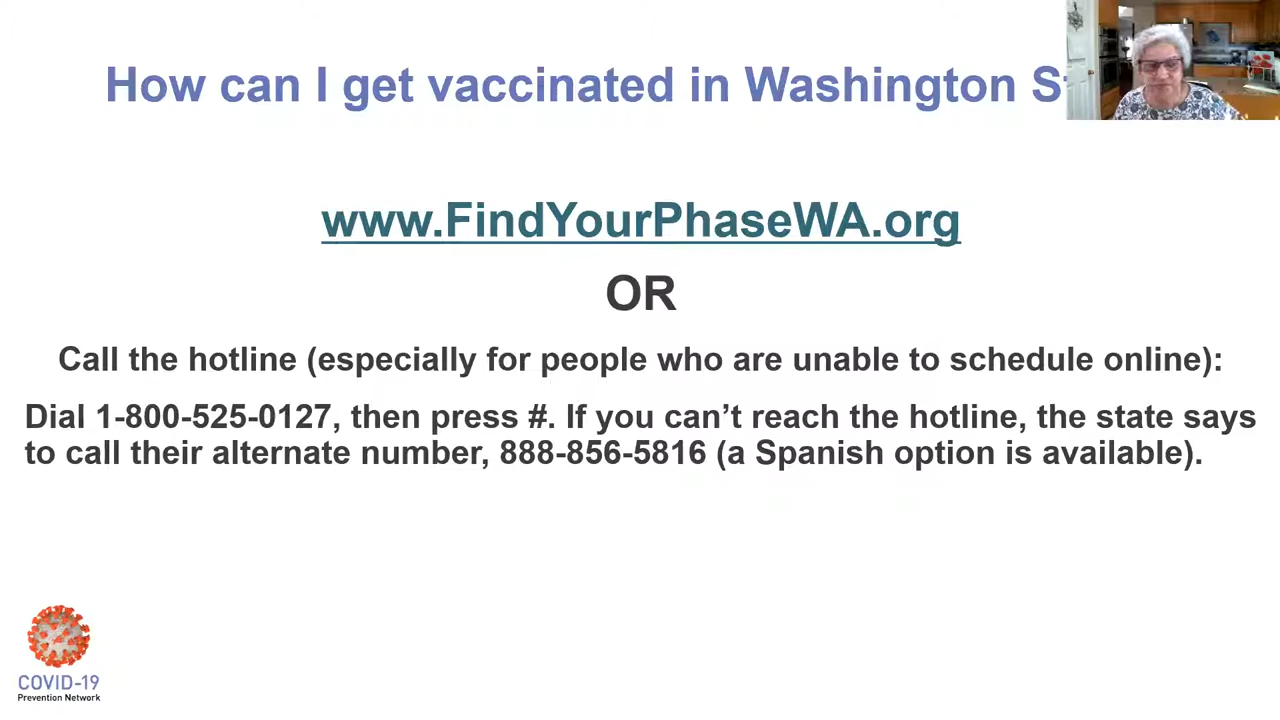 How can I get vaccinated in Washington S
www.FindYourPhaseWA.org
OR
Call the hotline (especially for people who are unable to schedule online):
Dial 1-800-525-0127, then press #. If you can’t reach the hotline, the state says
to call their alternate number, 888-856-5816 (a Spanish option is available).
COVID-19
Prevention Network